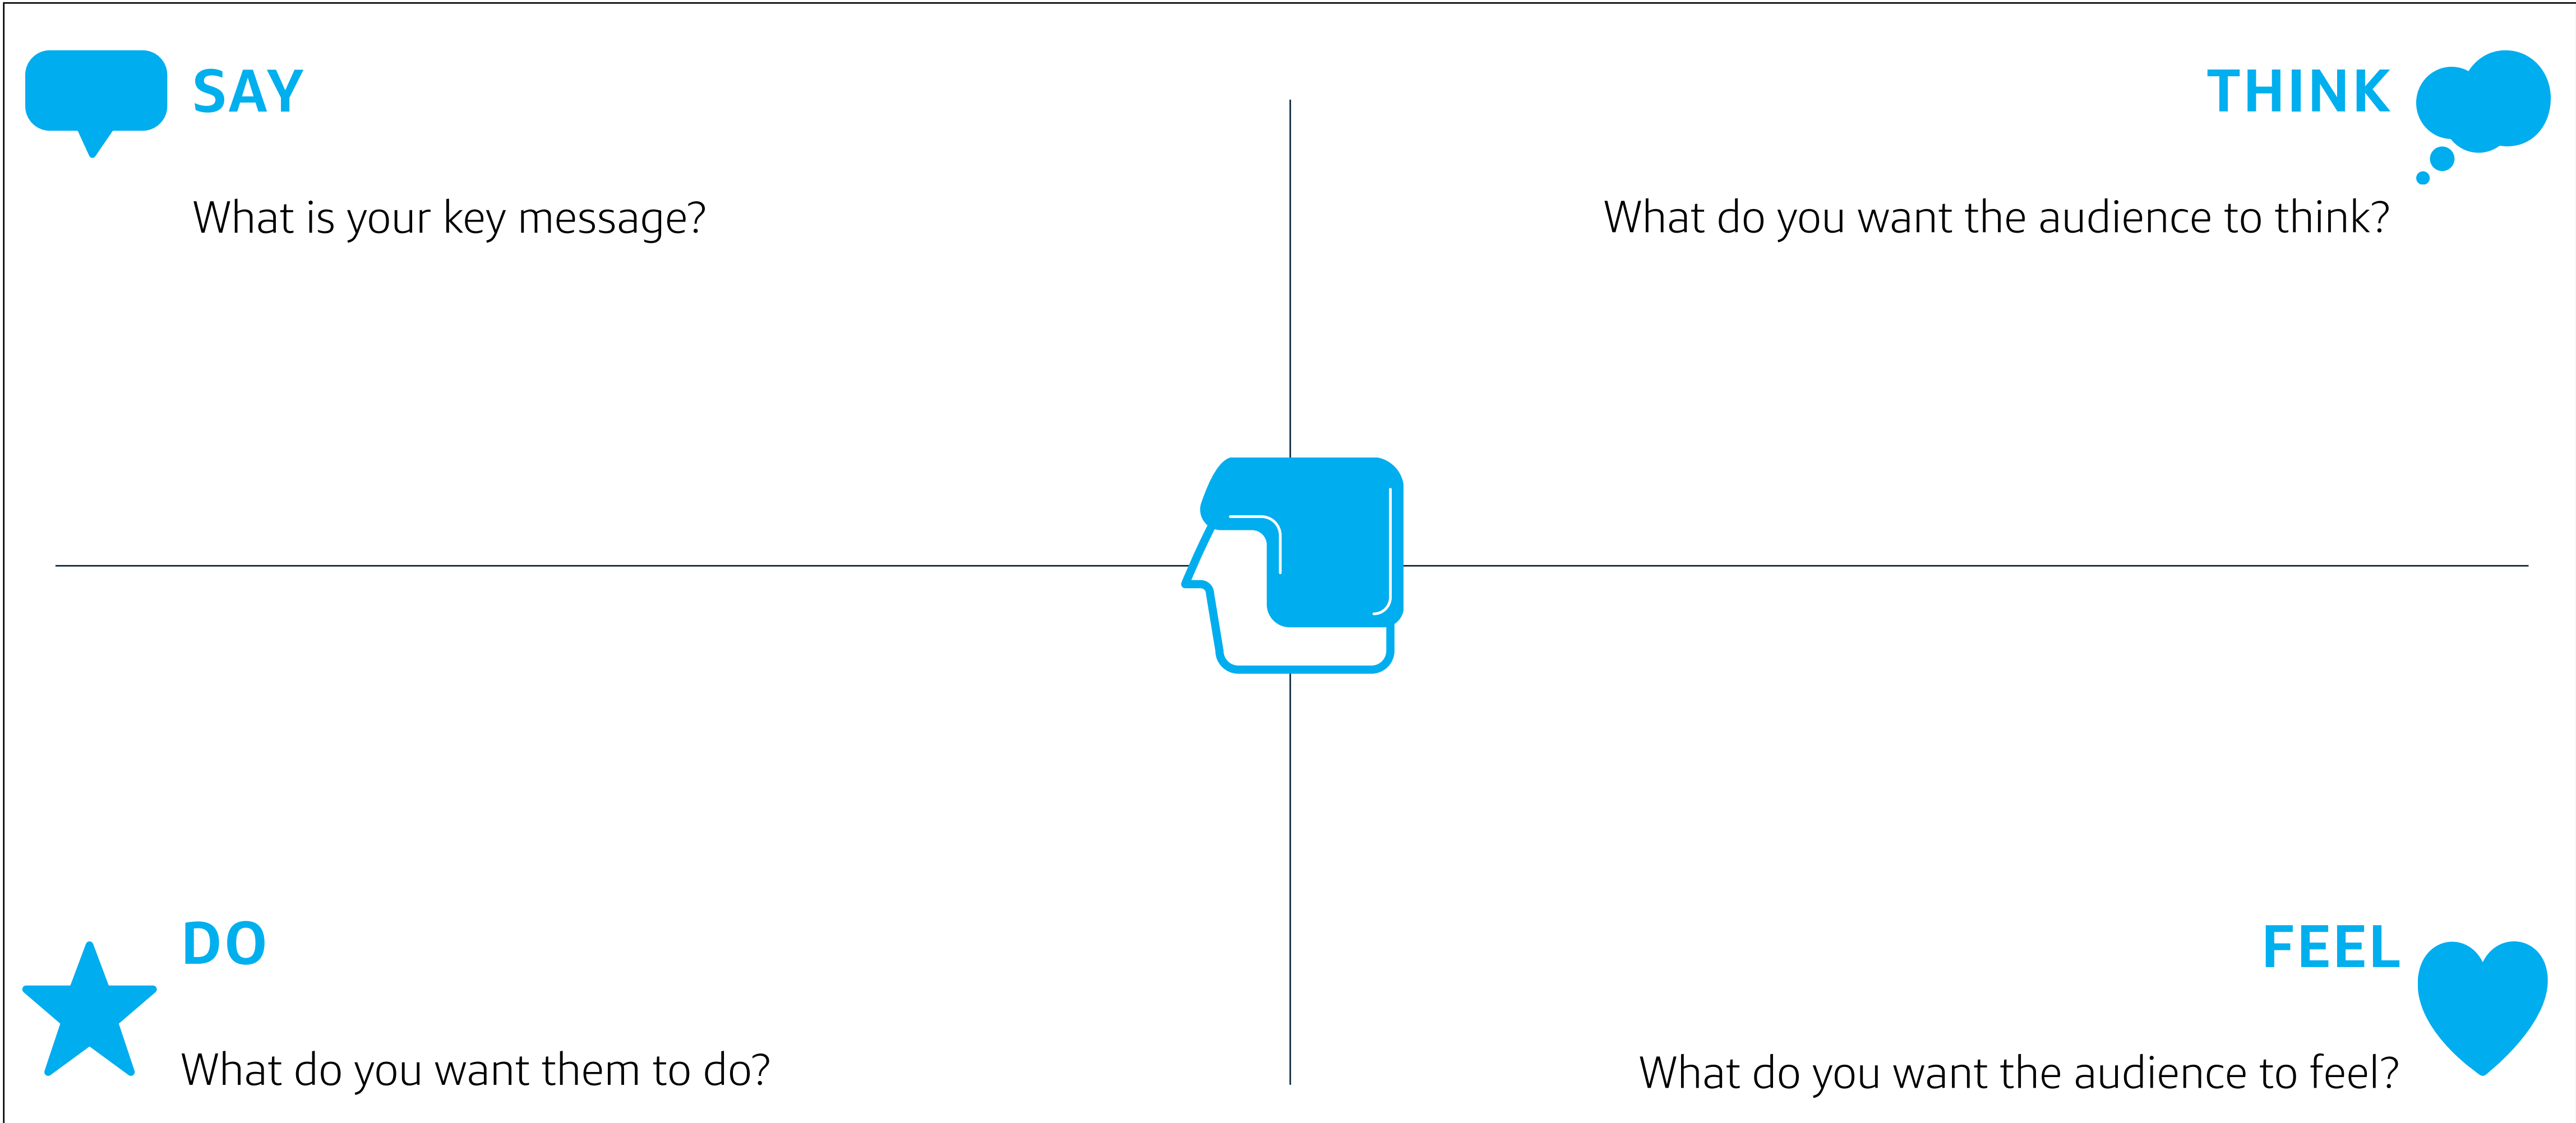 SAY
What is your key message?
THINK
What do you want the audience to think?
DO
What do you want them to do?
FEEL
What do you want the audience to feel?